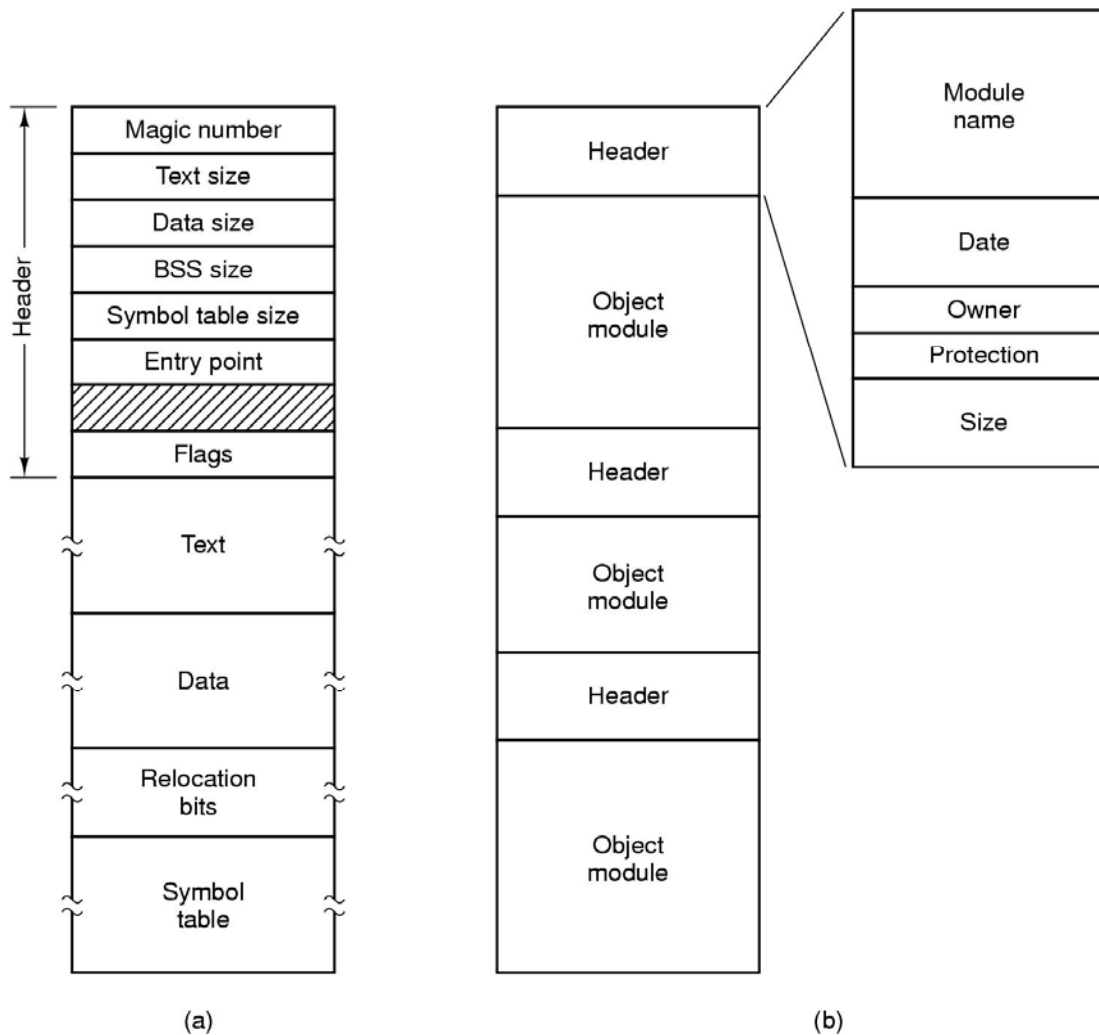 Header
Magic number
Text size
Data size
BSS size
Symbol table size
Entry point
Flags
Text
Data
Relocation
bits
Symbol
table
(a)
Header
Object
module
Header
Object
module
Header
Object
module
Module
name
Date
Owner
Protection
Size
(b)